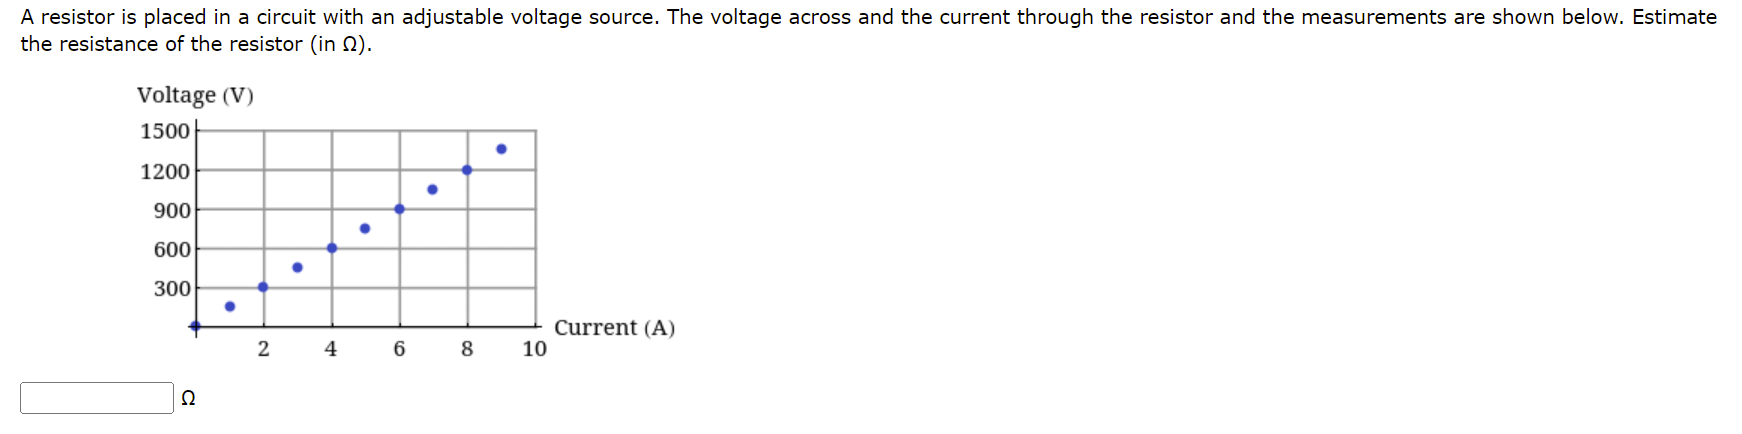 A resistor is placed in a circuit with an adjustable voltage source. The voltage across and the current through the resistor and the measurements are shown below. Estimate
the resistance of the resistor (in Ω).
Voltage (V)
1500
1200
900
600
300
Current (A)
2 4 6 8 10
Ω